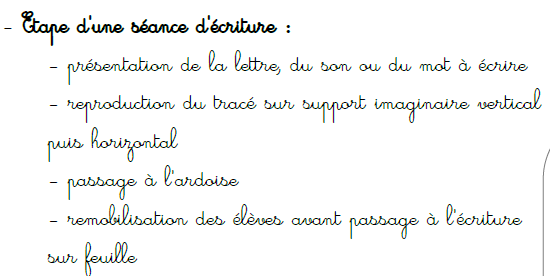 - Étape d'une séance d'écriture :
- présentation de la lettre, du son ou du mot à écrire
- reproduction du tracé sur support imaginaire vertical
puis horizontal
- passage à l'ardoise
- remobilisation des élèves avant passage à l'écriture
sur feuille